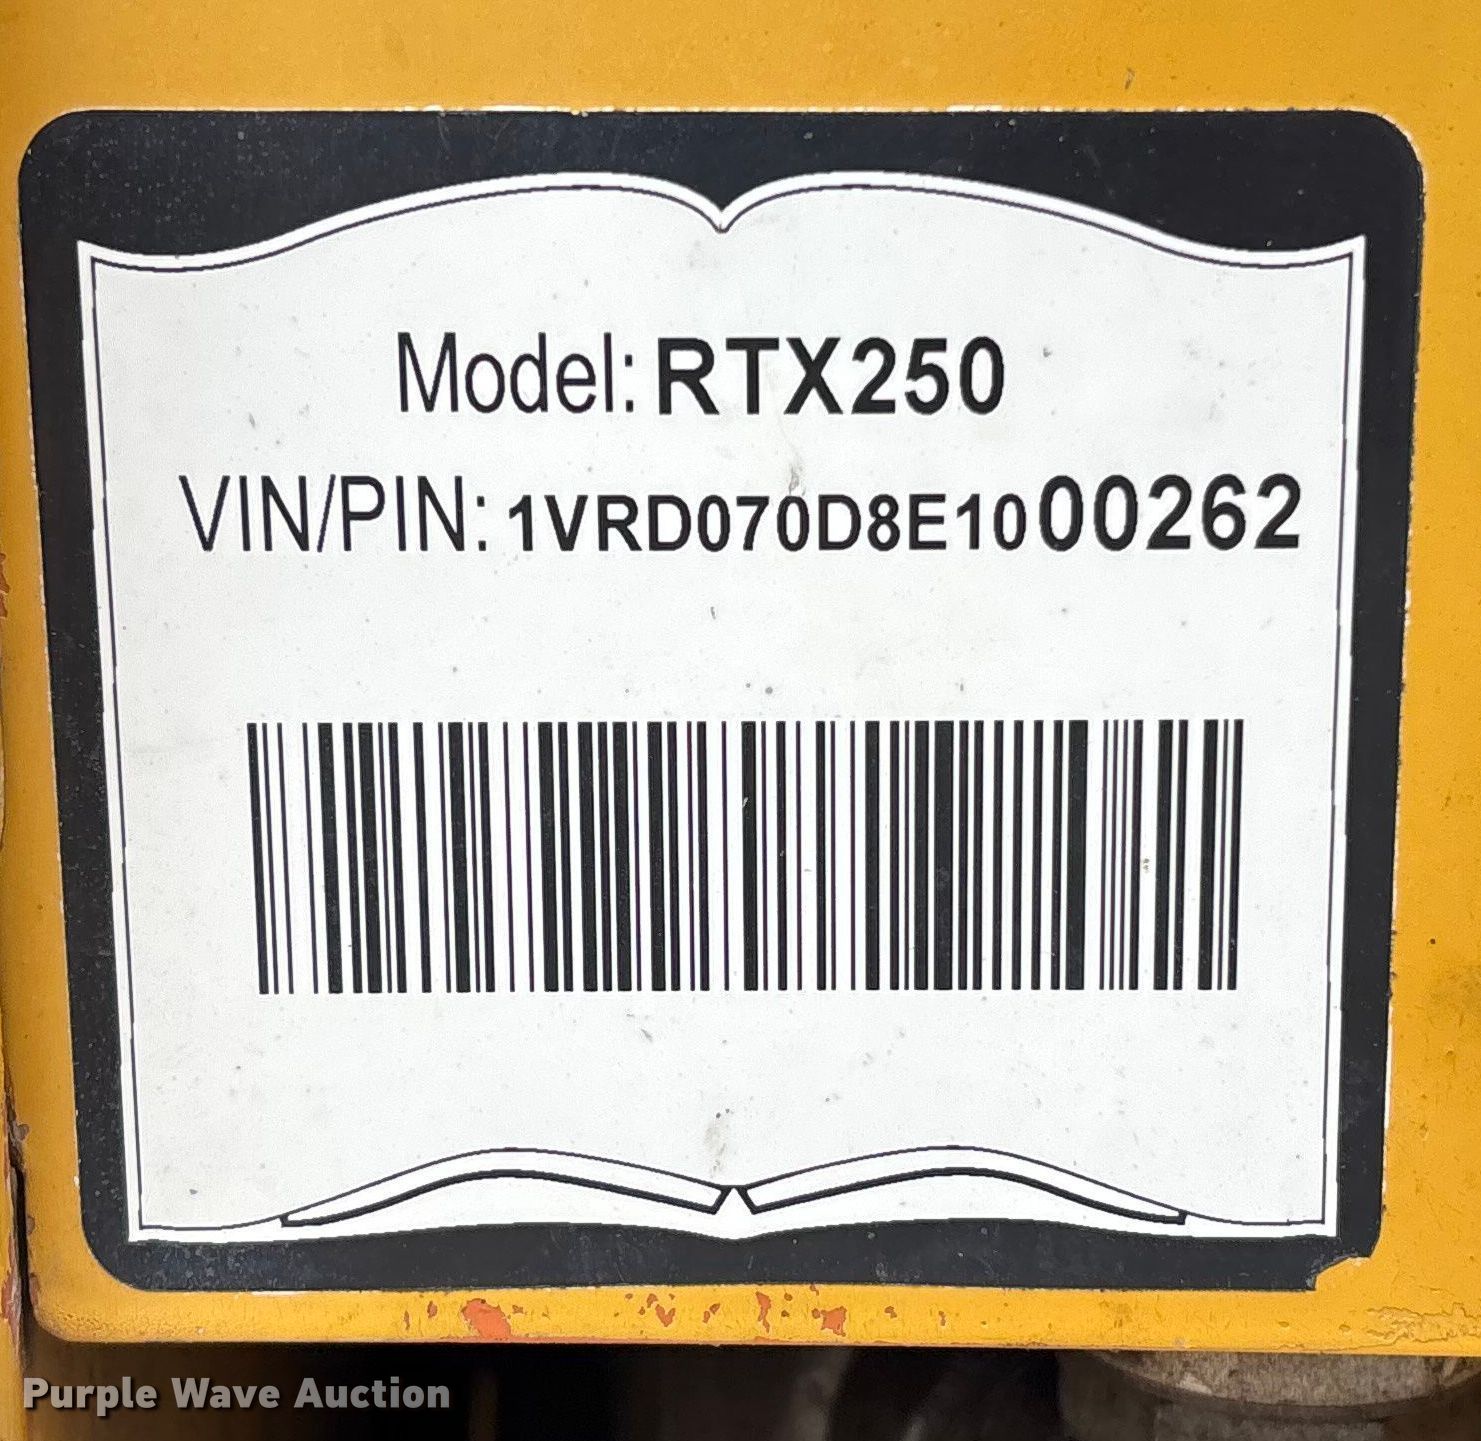 Model: RTX250
VIN/PIN: 1VRD070D8E1000262
Purple Wave Auction